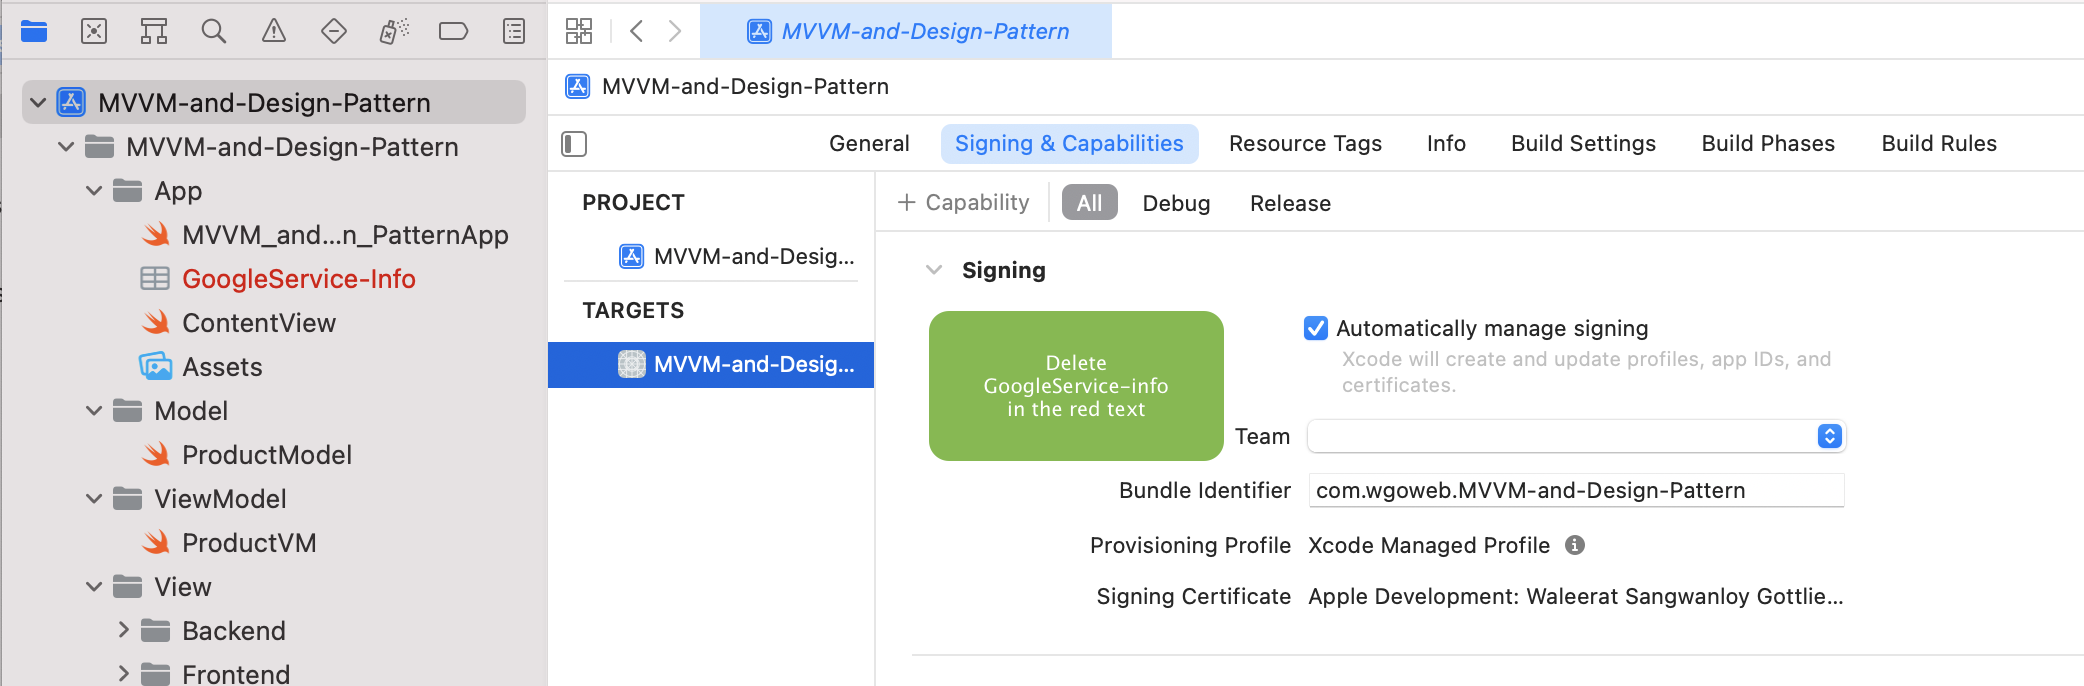 MVVM-and-Design-Pattern
MVVM-and-Design-Pattern
MVVM-and-Design-Pattern
MVVM-and-Design-Pattern
App
MVVM_and...n_PatternApp
GoogleService-Info
ContentView
Assets
Model
ProductModel
ViewModel
ProductVM
View
Backend
Frontend
General
Signing & Capabilities
Resource Tags
Info
Build Settings
Build Phases
Build Rules
PROJECT
MVVM-and-Desig...
TARGETS
MVVM-and-Desig...
+ Capability
All
Debug
Release
Signing
Delete
GoogleService-info
in the red text
Automatically manage signing
Xcode will create and update profiles, app IDs, and
certificates.
Team
Bundle Identifier
com.wgoweb.MVVM-and-Design-Pattern
Provisioning Profile
Xcode Managed Profile
Signing Certificate
Apple Development: Waleerat Sangwanloy Gottlie...